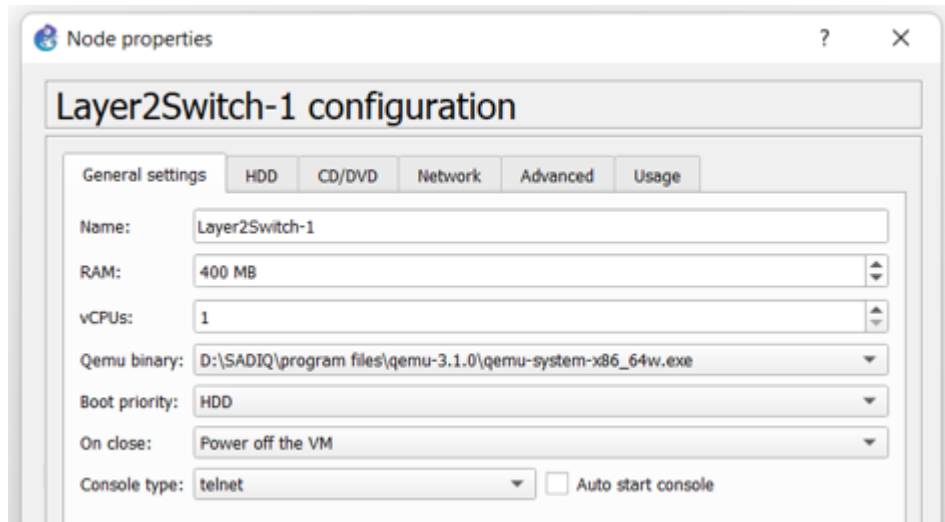 Node properties ? ×
Layer2Switch-1 configuration
General settings HDD CD/DVD Network Advanced Usage
Name: Layer2Switch-1
RAM: 400 MB
vCPUs: 1
Qemu binary: D:\SADIQ\program files\qemu-3.1.0\qemu-system-x86_64w.exe
Boot priority: HDD
On close: Power off the VM
Console type: telnet Auto start console